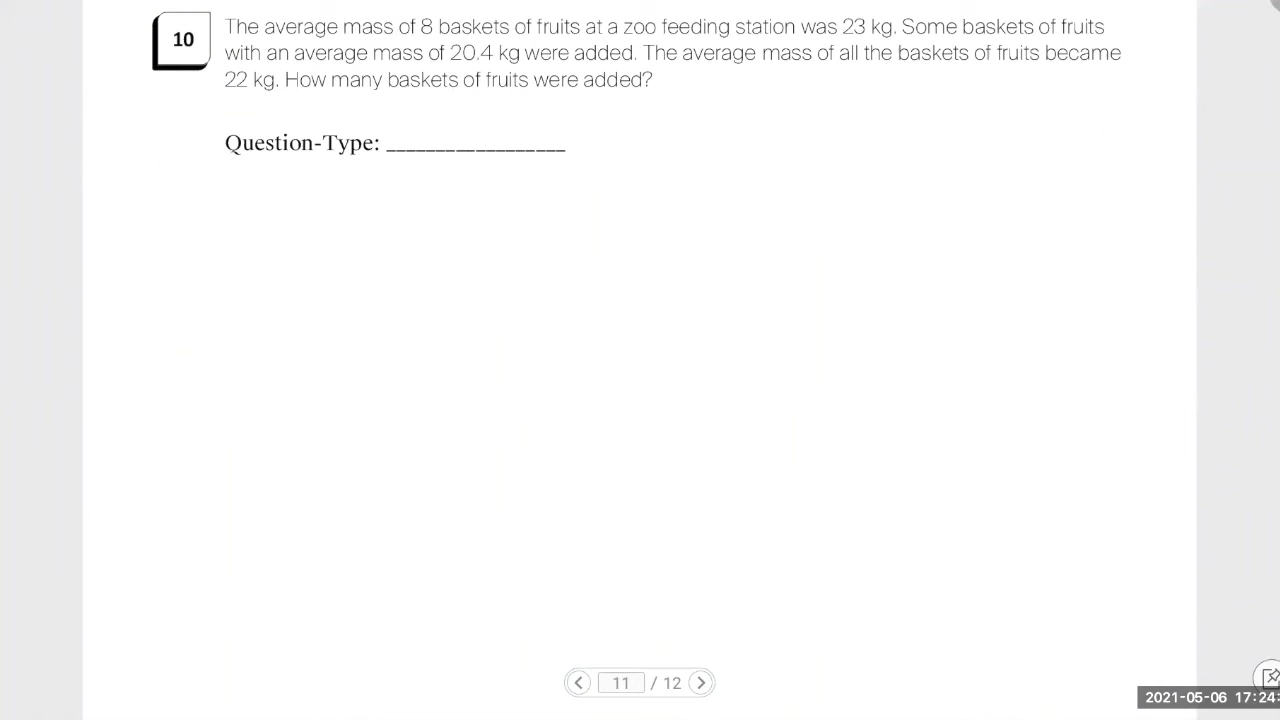 10
The average mass of 8 baskets of fruits at a zoo feeding station was 23 kg. Some baskets of fruits
with an average mass of 20.4 kg were added. The average mass of all the baskets of fruits became
22 kg. How many baskets of fruits were added?
Question-Type: __________________
11 / 12
2021-05-06 17:24: